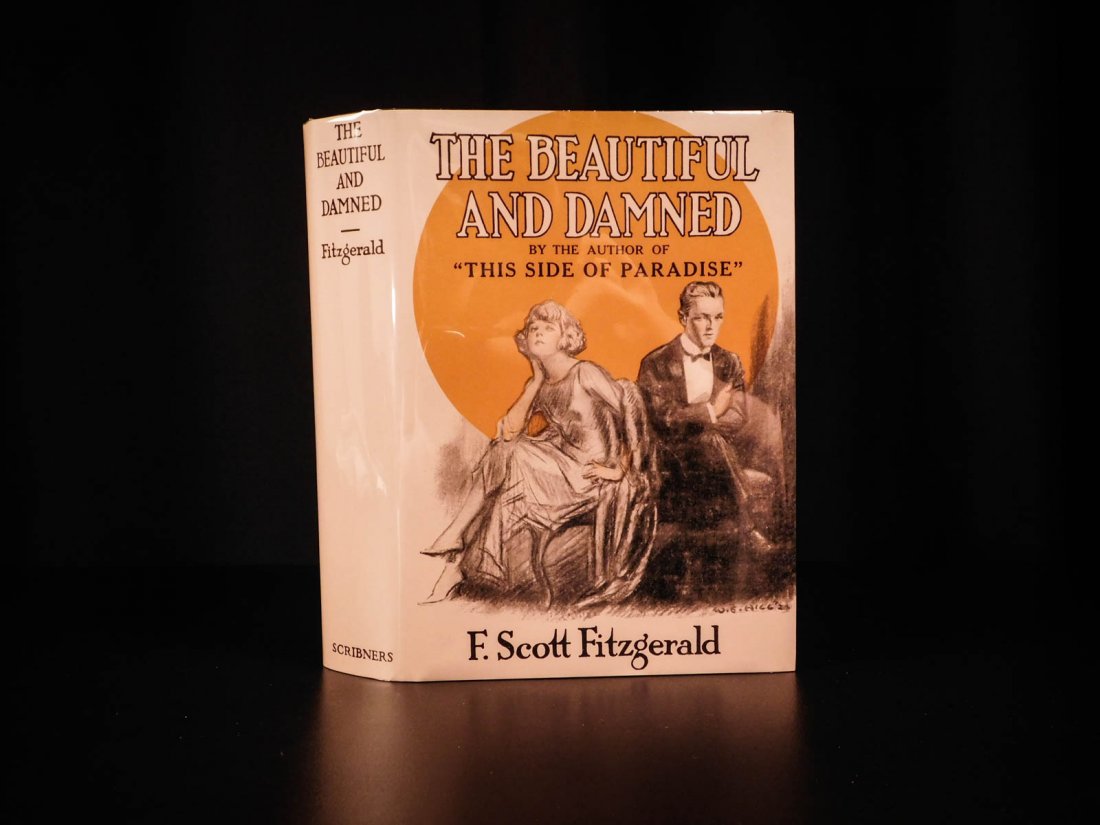 THE
BEAUTIFUL
AND
DAMNED
Fitzgerald
SCRIBNERS
THE BEAUTIFUL
AND DAMNED
BY THE AUTHOR OF
"THIS SIDE OF PARADISE"
W.E. HILL
F. Scott Fitzgerald